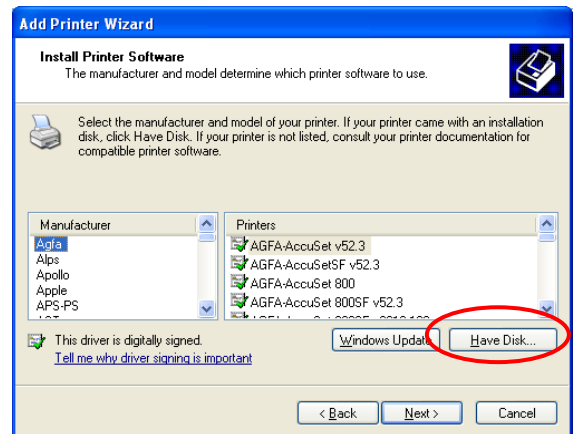 Add Printer Wizard
Install Printer Software
The manufacturer and model determine which printer software to use.
Select the manufacturer and model of your printer. If your printer came with an installation
disk, click Have Disk. If your printer is not listed, consult your printer documentation for
compatible printer software.
Manufacturer
Agfa
Alps
Apollo
Apple
APS-PS
Printers
AGFA-AccuSet v52.3
AGFA-AccuSetSF v52.3
AGFA-AccuSet 800
AGFA-AccuSet 800SF v52.3
This driver is digitally signed.
Tell me why driver signing is important
Windows Update
Have Disk...
< Back
Next >
Cancel